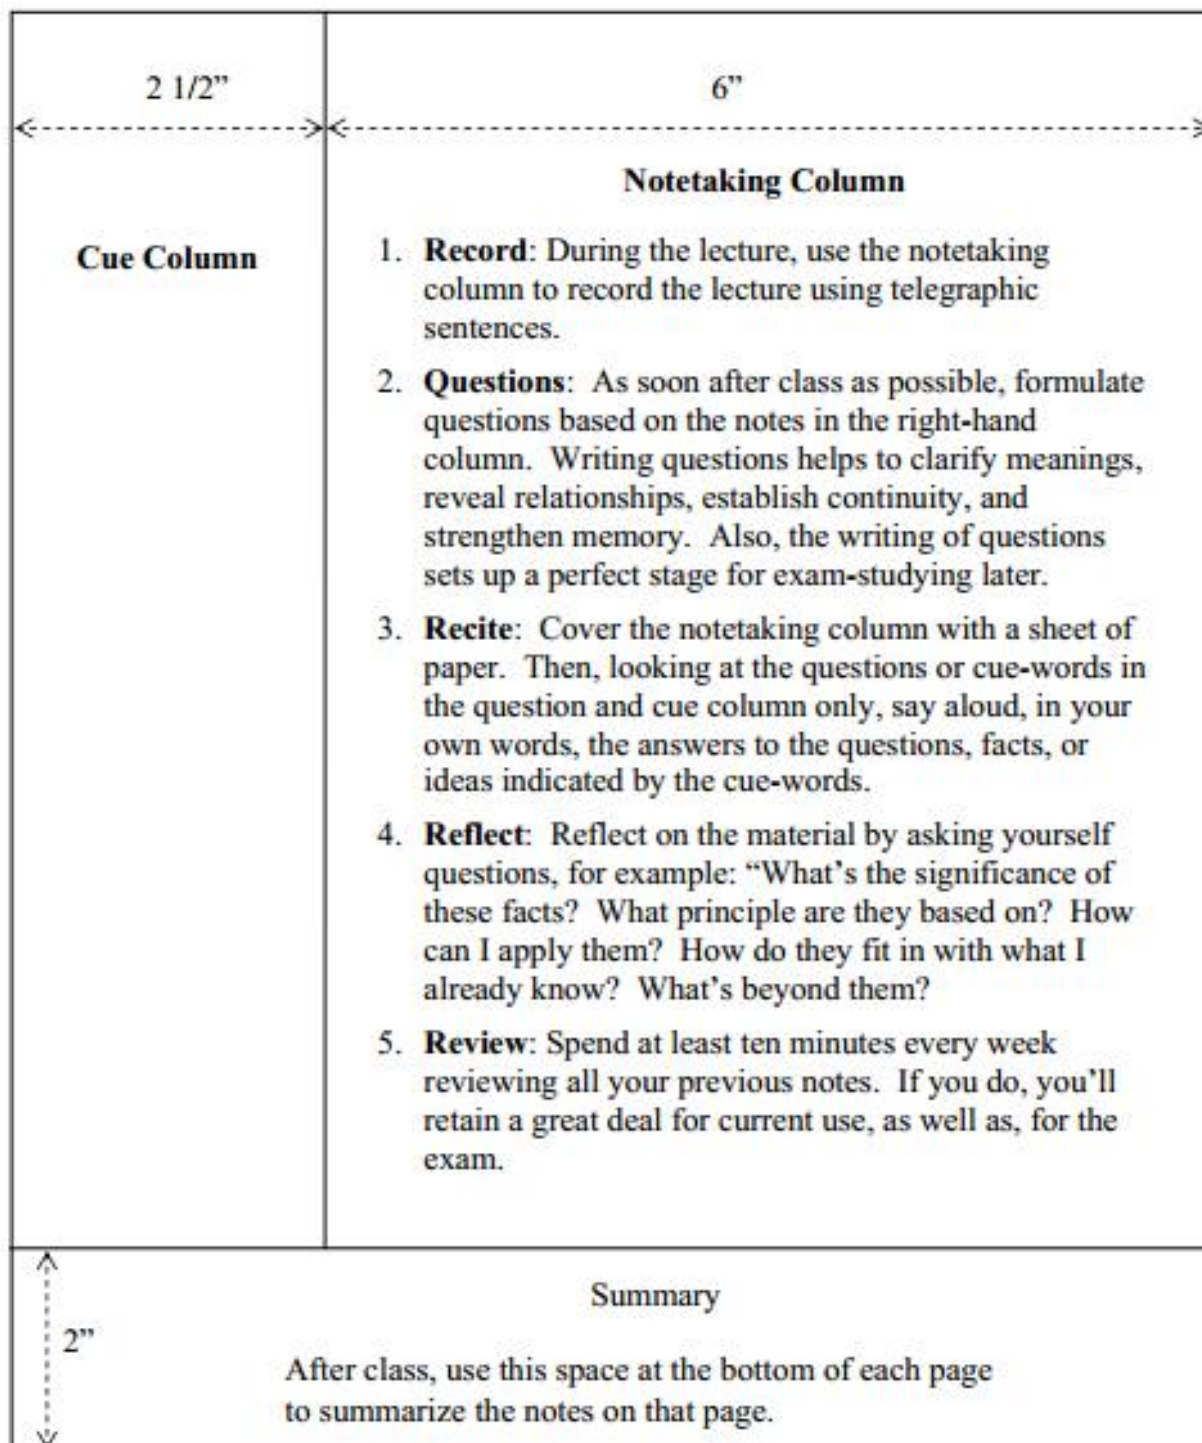 2 1/2”
6”
Notetaking Column
Cue Column
1. Record: During the lecture, use the notetaking
column to record the lecture using telegraphic
sentences.
2. Questions: As soon after class as possible, formulate
questions based on the notes in the right-hand
column. Writing questions helps to clarify meanings,
reveal relationships, establish continuity, and
strengthen memory. Also, the writing of questions
sets up a perfect stage for exam-studying later.
3. Recite: Cover the notetaking column with a sheet of
paper. Then, looking at the questions or cue-words in
the question and cue column only, say aloud, in your
own words, the answers to the questions, facts, or
ideas indicated by the cue-words.
4. Reflect: Reflect on the material by asking yourself
questions, for example: “What’s the significance of
these facts? What principle are they based on? How
can I apply them? How do they fit in with what I
already know? What’s beyond them?
5. Review: Spend at least ten minutes every week
reviewing all your previous notes. If you do, you’ll
retain a great deal for current use, as well as, for the
exam.
Summary
2”
After class, use this space at the bottom of each page
to summarize the notes on that page.